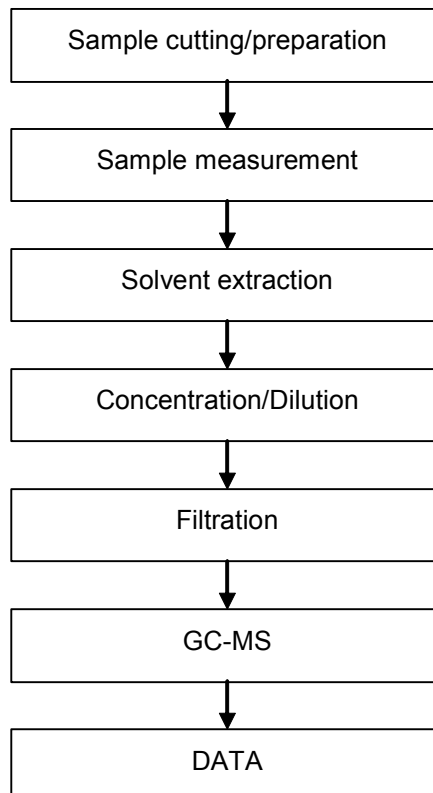 Sample cutting/preparation
Sample measurement
Solvent extraction
Concentration/Dilution
Filtration
GC-MS
DATA